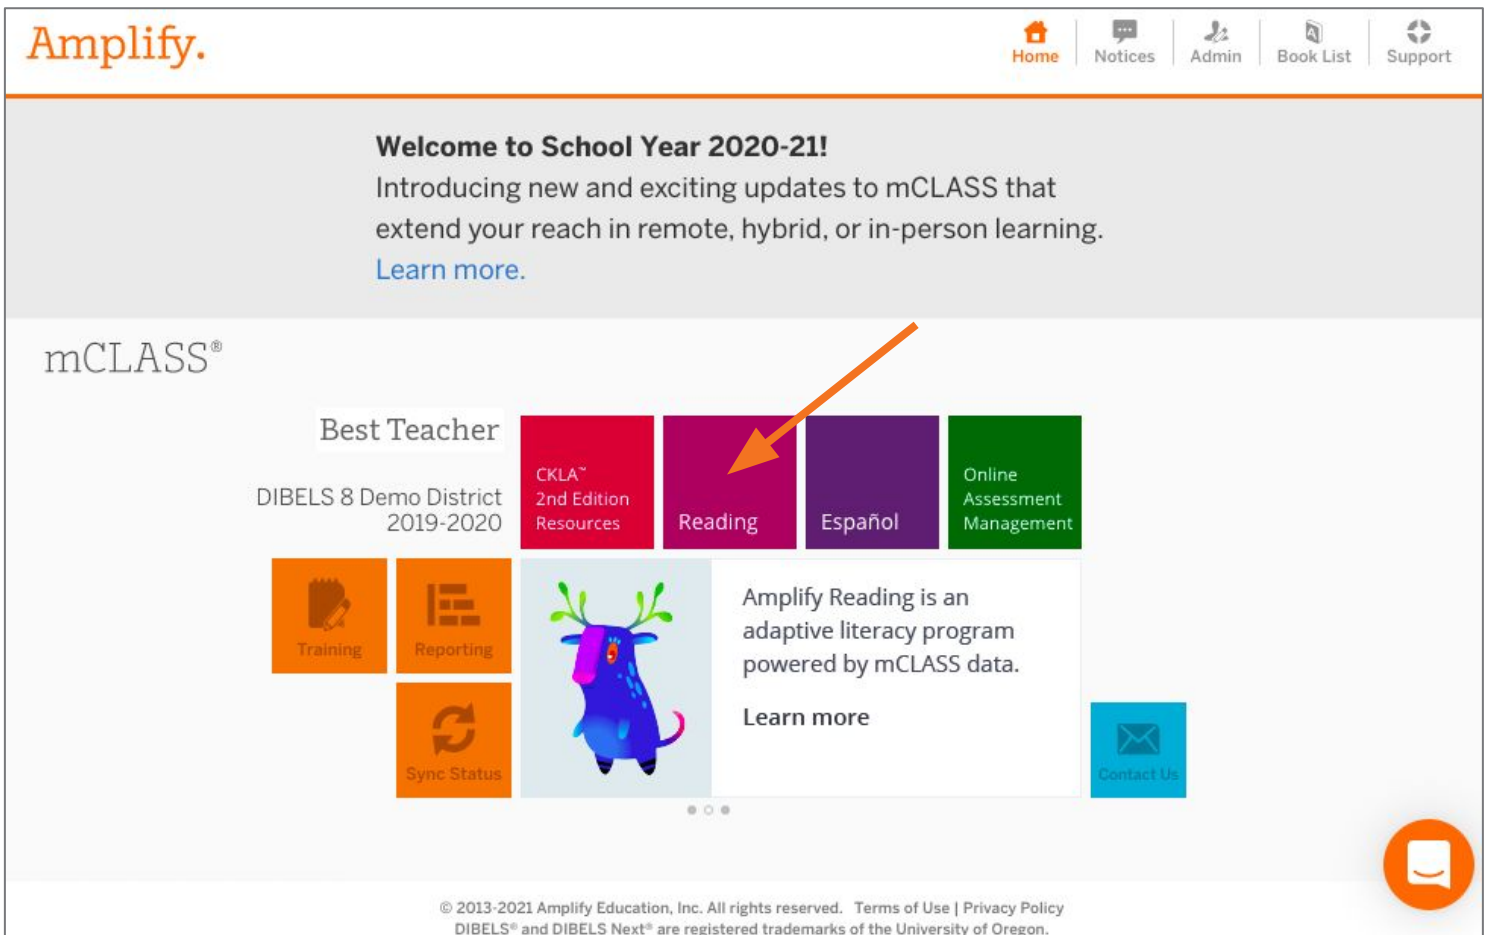 Amplify.
Home
Notices
Admin
Book List
Support
Welcome to School Year 2020-21!
Introducing new and exciting updates to mCLASS that
extend your reach in remote, hybrid, or in-person learning.
Learn more.
mCLASS®
Best Teacher
DIBELS 8 Demo District
2019-2020
CKLA™
2nd Edition
Resources
Reading
Español
Online
Assessment
Management
Training
Reporting
Sync Status
Amplify Reading is an
adaptive literacy program
powered by mCLASS data.
Learn more
Contact Us
© 2013-2021 Amplify Education, Inc. All rights reserved. Terms of Use | Privacy Policy
DIBELS® and DIBELS Next® are registered trademarks of the University of Oregon.